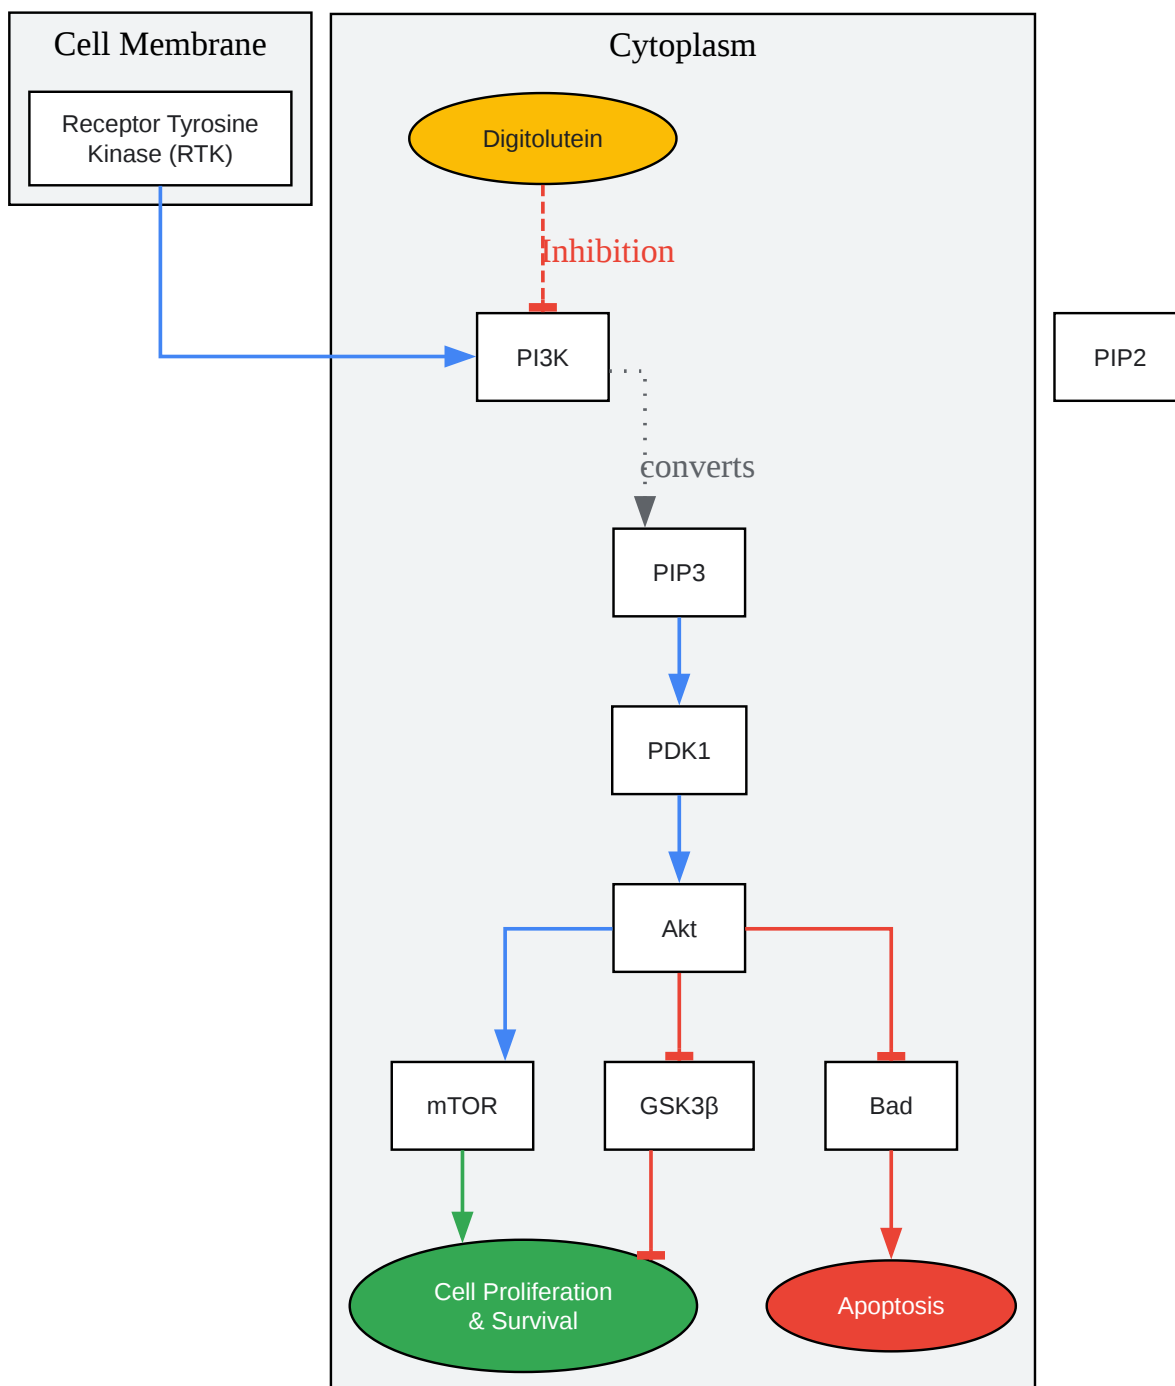 Cell Membrane
Cytoplasm
Receptor Tyrosine
Kinase (RTK)
Digitolutein
Inhibition
PI3K
PIP2
converts
PIP3
PDK1
Akt
mTOR
GSK3β
Bad
Cell Proliferation
& Survival
Apoptosis